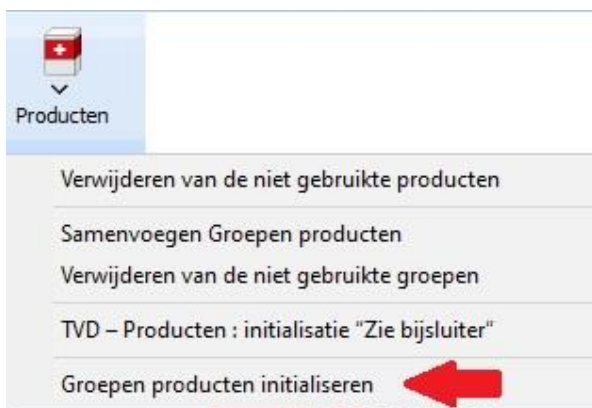 Producten
Verwijderen van de niet gebruikte producten
Samenvoegen Groepen producten
Verwijderen van de niet gebruikte groepen
TVD – Producten : initialisatie “Zie bijsluiter”
Groepen producten initialiseren